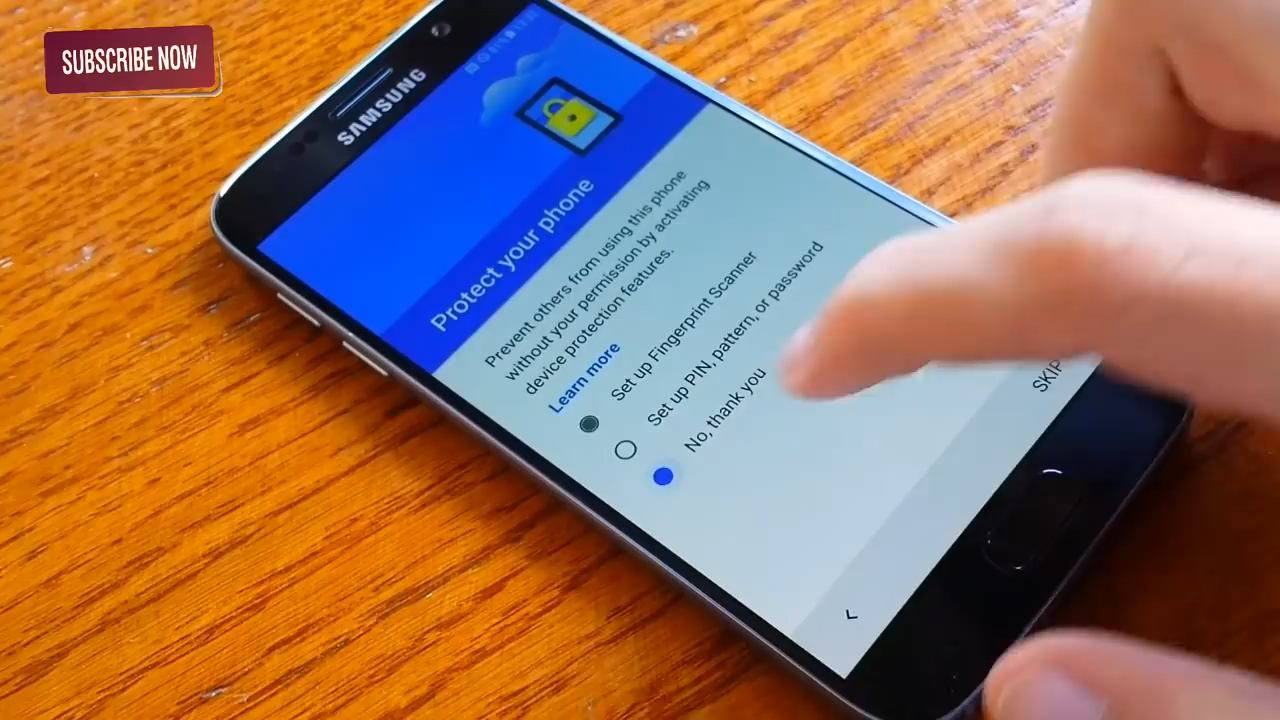 SUBSCRIBE NOW
SAMSUNG
Protect your phone
Prevent others from using this phone
without your permission by activating
device protection features.
Learn more
Set up Fingerprint Scanner
Set up PIN, pattern, or password
No, thank you
SKIP